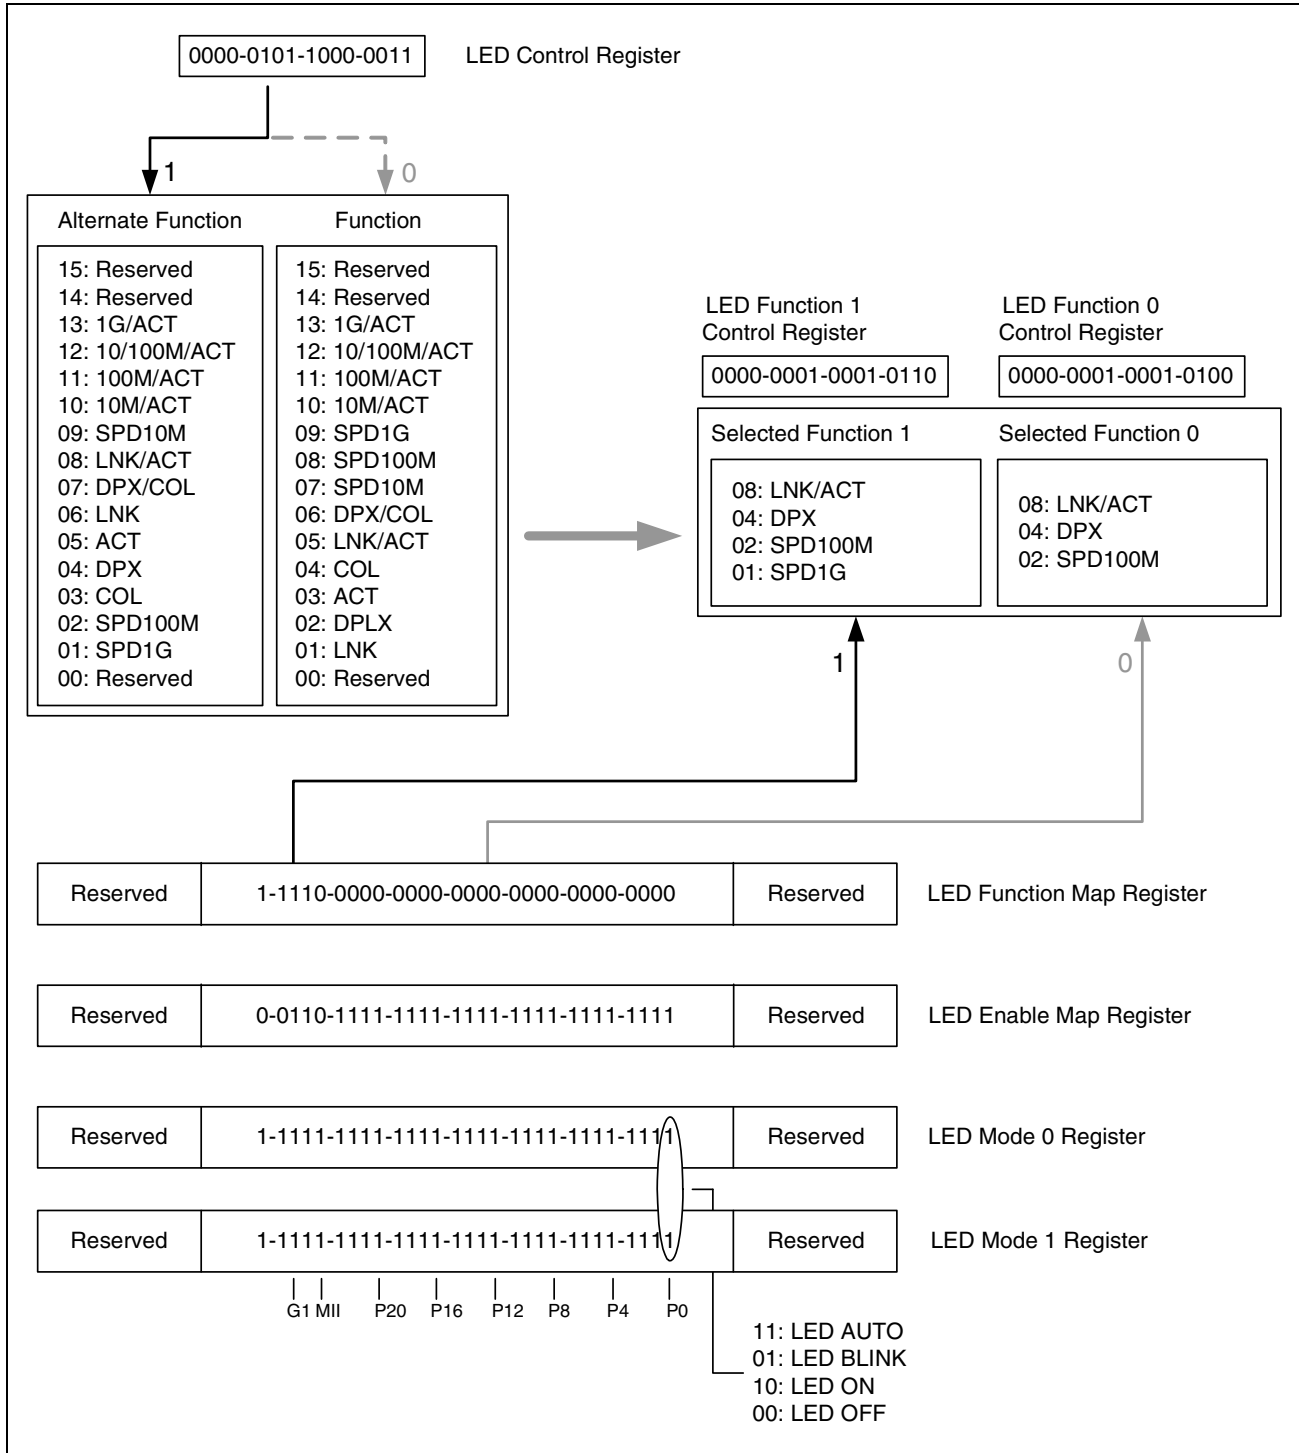 0000-0101-1000-0011
LED Control Register
1
0
Alternate Function
15: Reserved
14: Reserved
13: 1G/ACT
12: 10/100M/ACT
11: 100M/ACT
10: 10M/ACT
09: SPD10M
08: LNK/ACT
07: DPX/COL
06: LNK
05: ACT
04: DPX
03: COL
02: SPD100M
01: SPD1G
00: Reserved
Function
15: Reserved
14: Reserved
13: 1G/ACT
12: 10/100M/ACT
11: 100M/ACT
10: 10M/ACT
09: SPD1G
08: SPD100M
07: SPD10M
06: DPX/COL
05: LNK/ACT
04: COL
03: ACT
02: DPLX
01: LNK
00: Reserved
LED Function 1
Control Register
0000-0001-0001-0110
Selected Function 1
08: LNK/ACT
04: DPX
02: SPD100M
01: SPD1G
LED Function 0
Control Register
0000-0001-0001-0100
Selected Function 0
08: LNK/ACT
04: DPX
02: SPD100M
1
0
Reserved
1-1110-0000-0000-0000-0000-0000-0000
Reserved
LED Function Map Register
Reserved
0-0110-1111-1111-1111-1111-1111-1111
Reserved
LED Enable Map Register
Reserved
1-1111-1111-1111-1111-1111-1111-1111
Reserved
LED Mode 0 Register
Reserved
1-1111-1111-1111-1111-1111-1111-1111
Reserved
LED Mode 1 Register
G1 MII P20 P16 P12 P8 P4 P0
11: LED AUTO
01: LED BLINK
10: LED ON
00: LED OFF